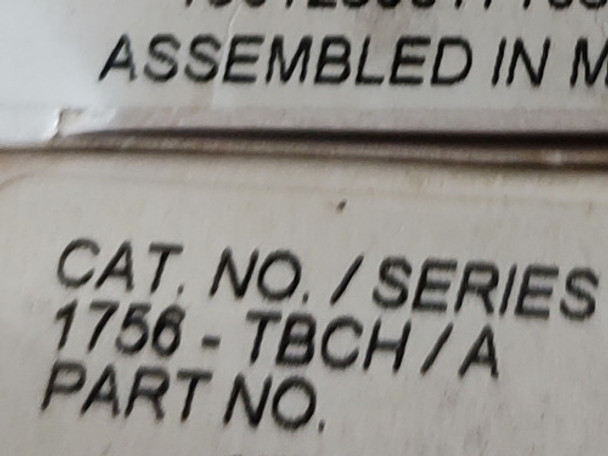 ASSEMBLED IN M
CAT. NO. / SERIES
1756 - TBCH / A
PART NO.